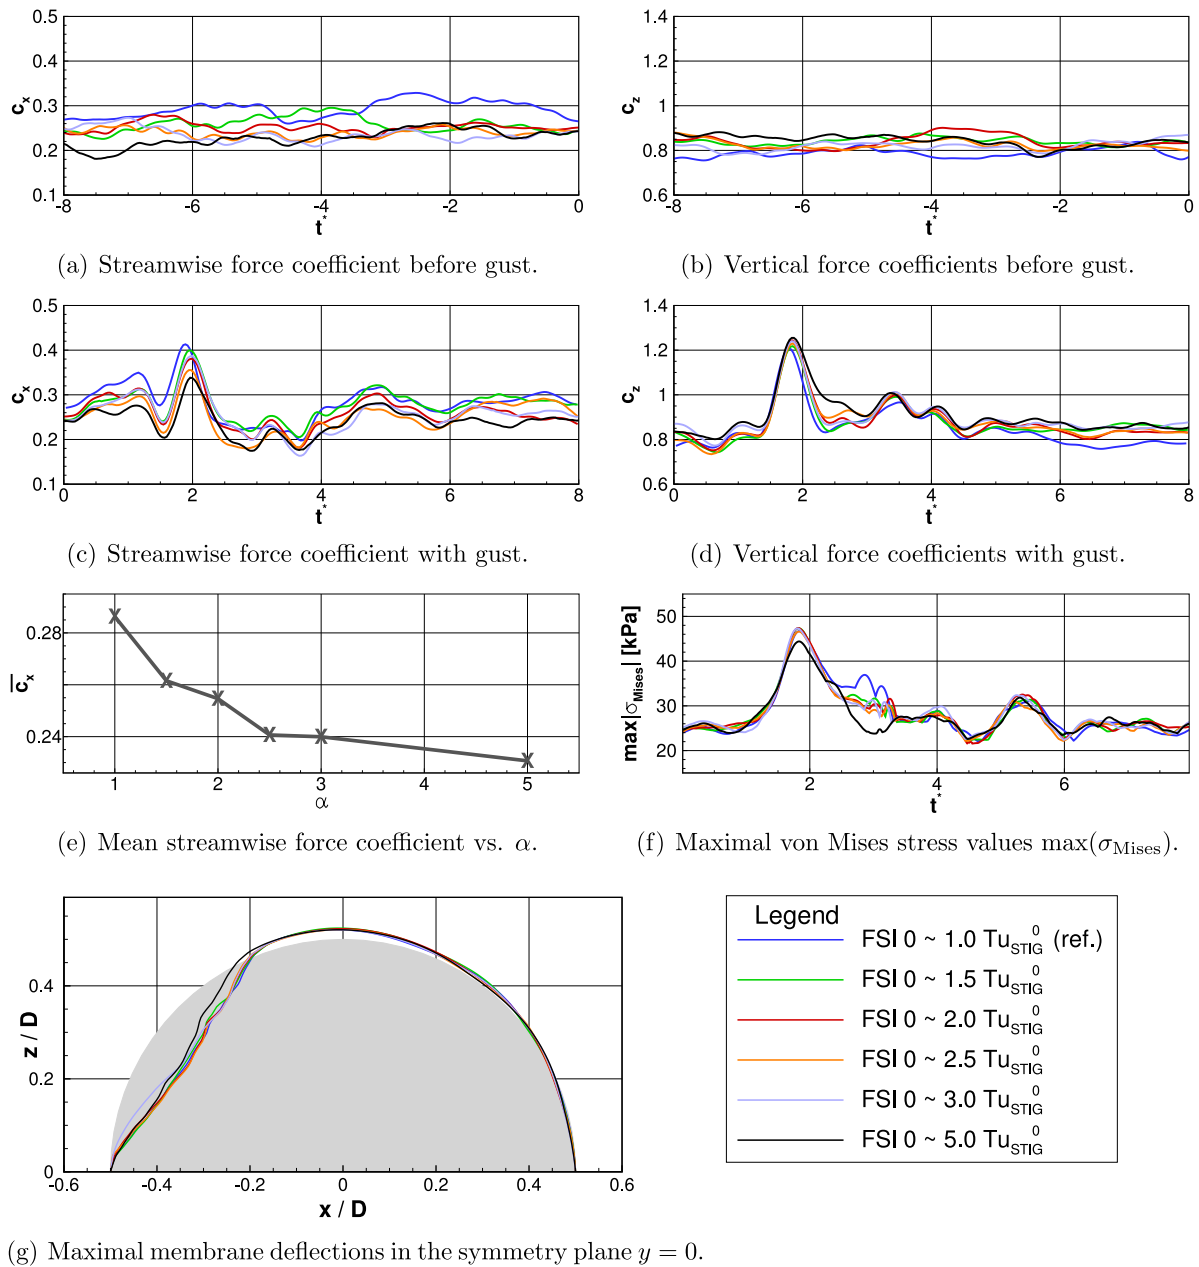 0.5
0.4
0.3
0.2
0.1
c_x
-8 -6 -4 -2 0
t*
(a) Streamwise force coefficient before gust.
1.4
1.2
1
0.8
0.6
c_z
-8 -6 -4 -2 0
t*
(b) Vertical force coefficients before gust.
0.5
0.4
0.3
0.2
0.1
c_x
0 2 4 6 8
t*
(c) Streamwise force coefficient with gust.
1.4
1.2
1
0.8
0.6
c_z
0 2 4 6 8
t*
(d) Vertical force coefficients with gust.
0.28
0.24
c_x
1 2 3 4 5
α
(e) Mean streamwise force coefficient vs. α.
50
40
30
20
max|σ_Mises| [kPa]
2 4 6
t*
(f) Maximal von Mises stress values max(σ_Mises).
0.4
0.2
0
z / D
-0.6 -0.4 -0.2 0 0.2 0.4 0.6
x / D
Legend
FSI 0 ~ 1.0 Tu_STIG^0 (ref.)
FSI 0 ~ 1.5 Tu_STIG^0
FSI 0 ~ 2.0 Tu_STIG^0
FSI 0 ~ 2.5 Tu_STIG^0
FSI 0 ~ 3.0 Tu_STIG^0
FSI 0 ~ 5.0 Tu_STIG^0
(g) Maximal membrane deflections in the symmetry plane y = 0.